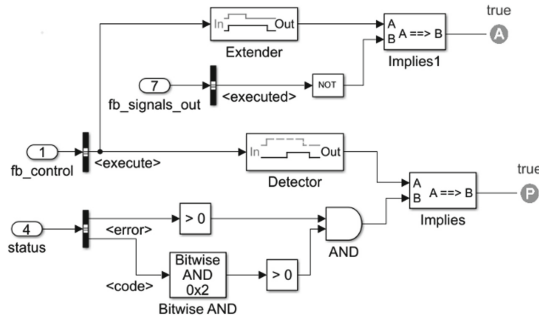 true
In Out
A
B
A ==> B
A
Extender
Implies1
7
NOT
fb_signals_out
<executed>
1
fb_control
<execute>
In Out
Detector
true
A
B
A ==> B
P
Implies
4
status
<error>
> 0
AND
<code>
Bitwise
AND
0x2
> 0
Bitwise AND